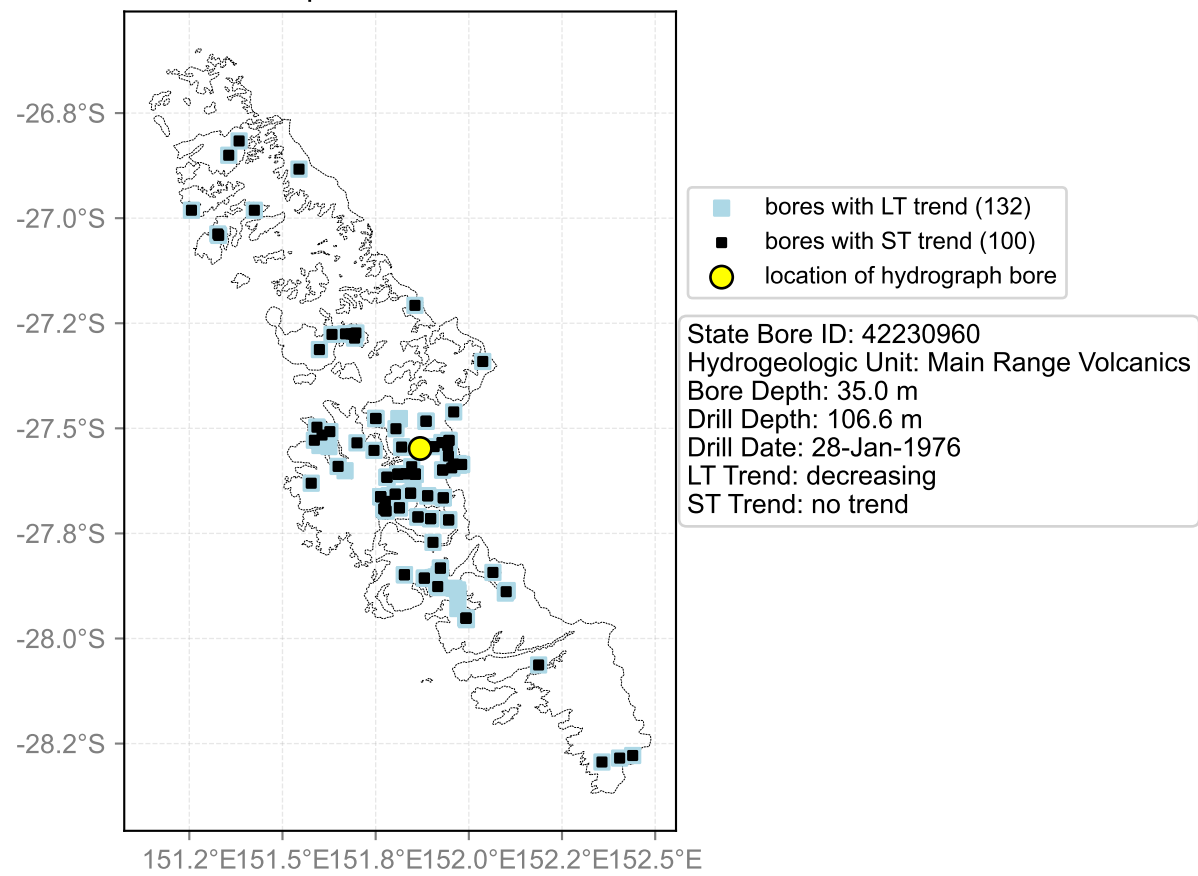 -26.8°S
-27.0°S
-27.2°S
-27.5°S
-27.8°S
-28.0°S
-28.2°S
151.2°E151.5°E151.8°E152.0°E152.2°E152.5°E
bores with LT trend (132)
bores with ST trend (100)
location of hydrograph bore
State Bore ID: 42230960
Hydrogeologic Unit: Main Range Volcanics
Bore Depth: 35.0 m
Drill Depth: 106.6 m
Drill Date: 28-Jan-1976
LT Trend: decreasing
ST Trend: no trend